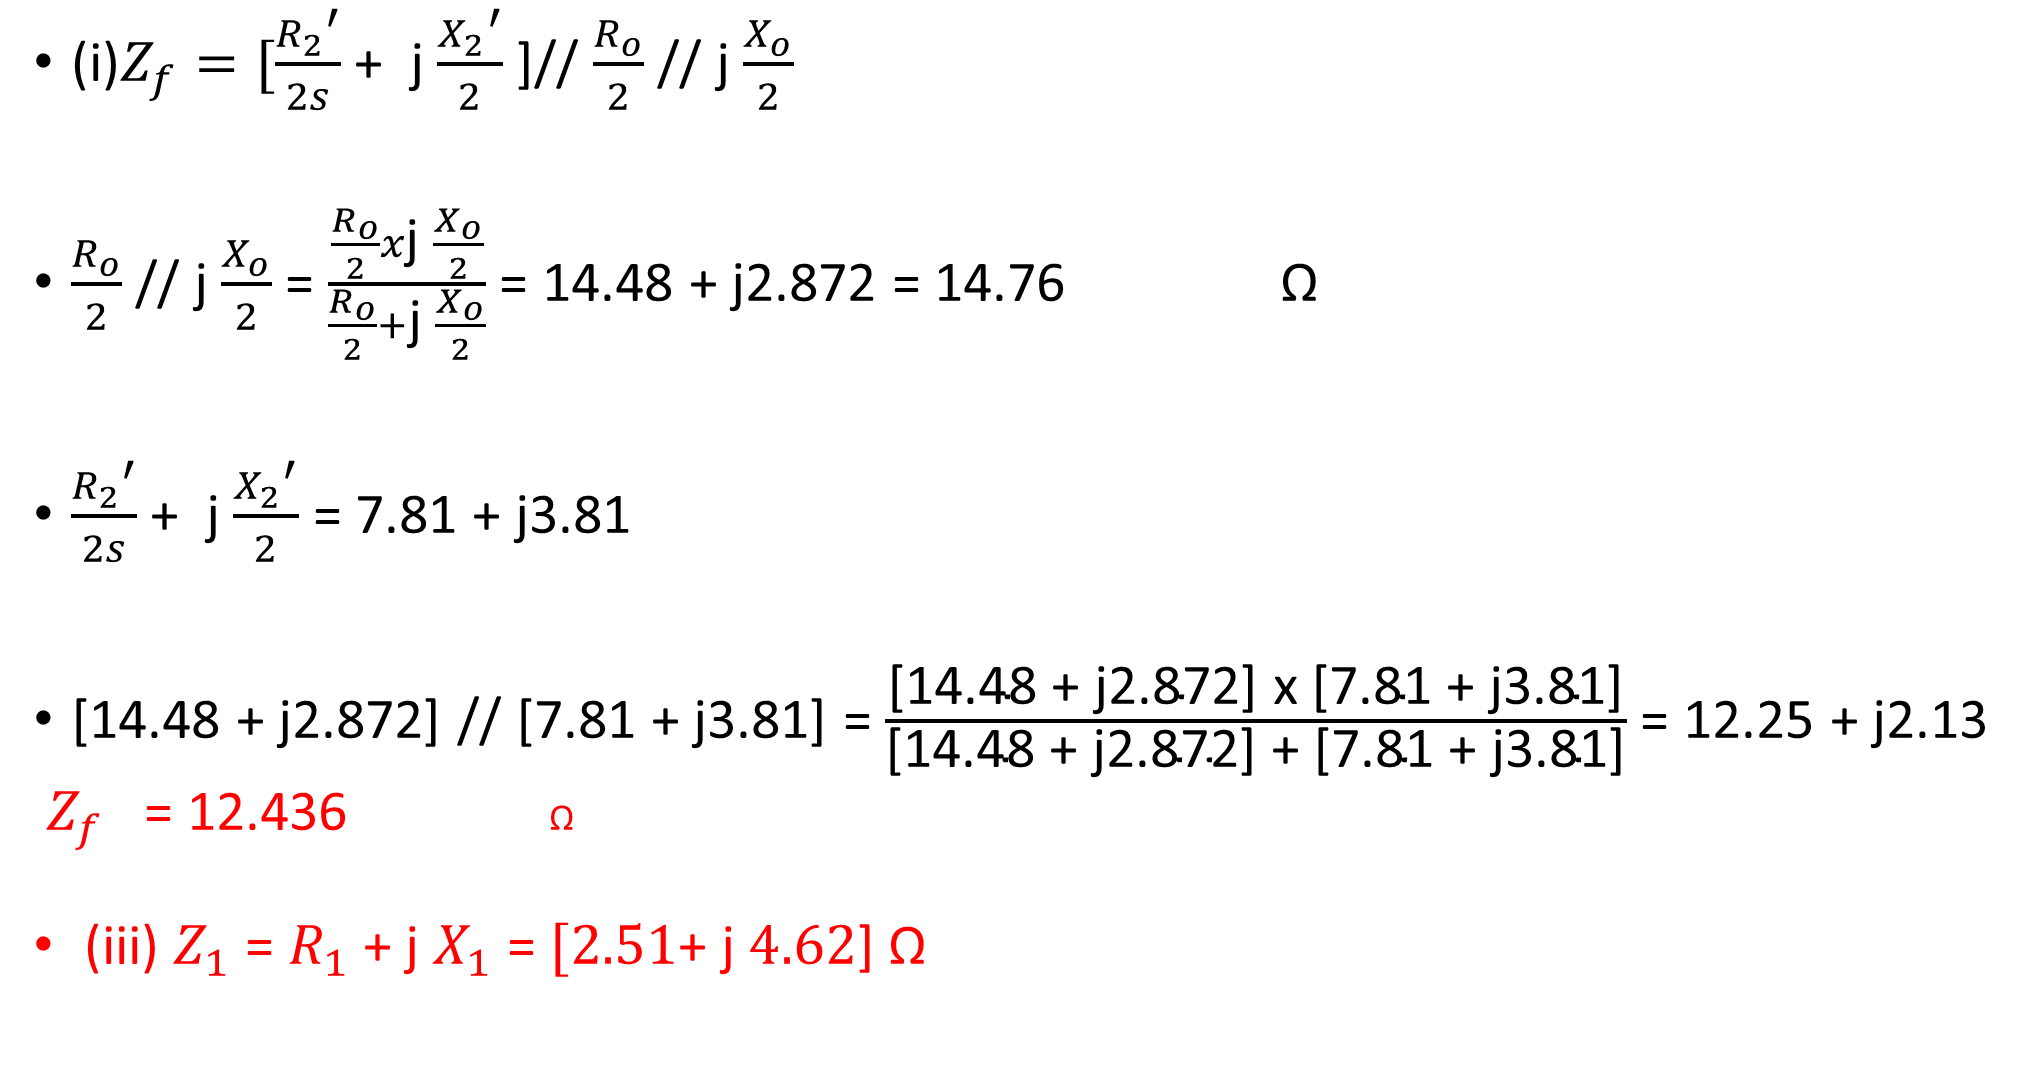 • (i)Z_f = [R₂′/2s + j X₂′/2 ]// R_o/2 // j X_o/2
• R_o/2 // j X_o/2 = (R_o/2 x j X_o/2)/(R_o/2 + j X_o/2) = 14.48 + j2.872 = 14.76 Ω
• R₂′/2s + j X₂′/2 = 7.81 + j3.81
• [14.48 + j2.872] // [7.81 + j3.81] = [14.48 + j2.872] x [7.81 + j3.81] / [14.48 + j2.872] + [7.81 + j3.81] = 12.25 + j2.13
Z_f = 12.436 Ω
• (iii) Z₁ = R₁ + j X₁ = [2.51+ j 4.62] Ω